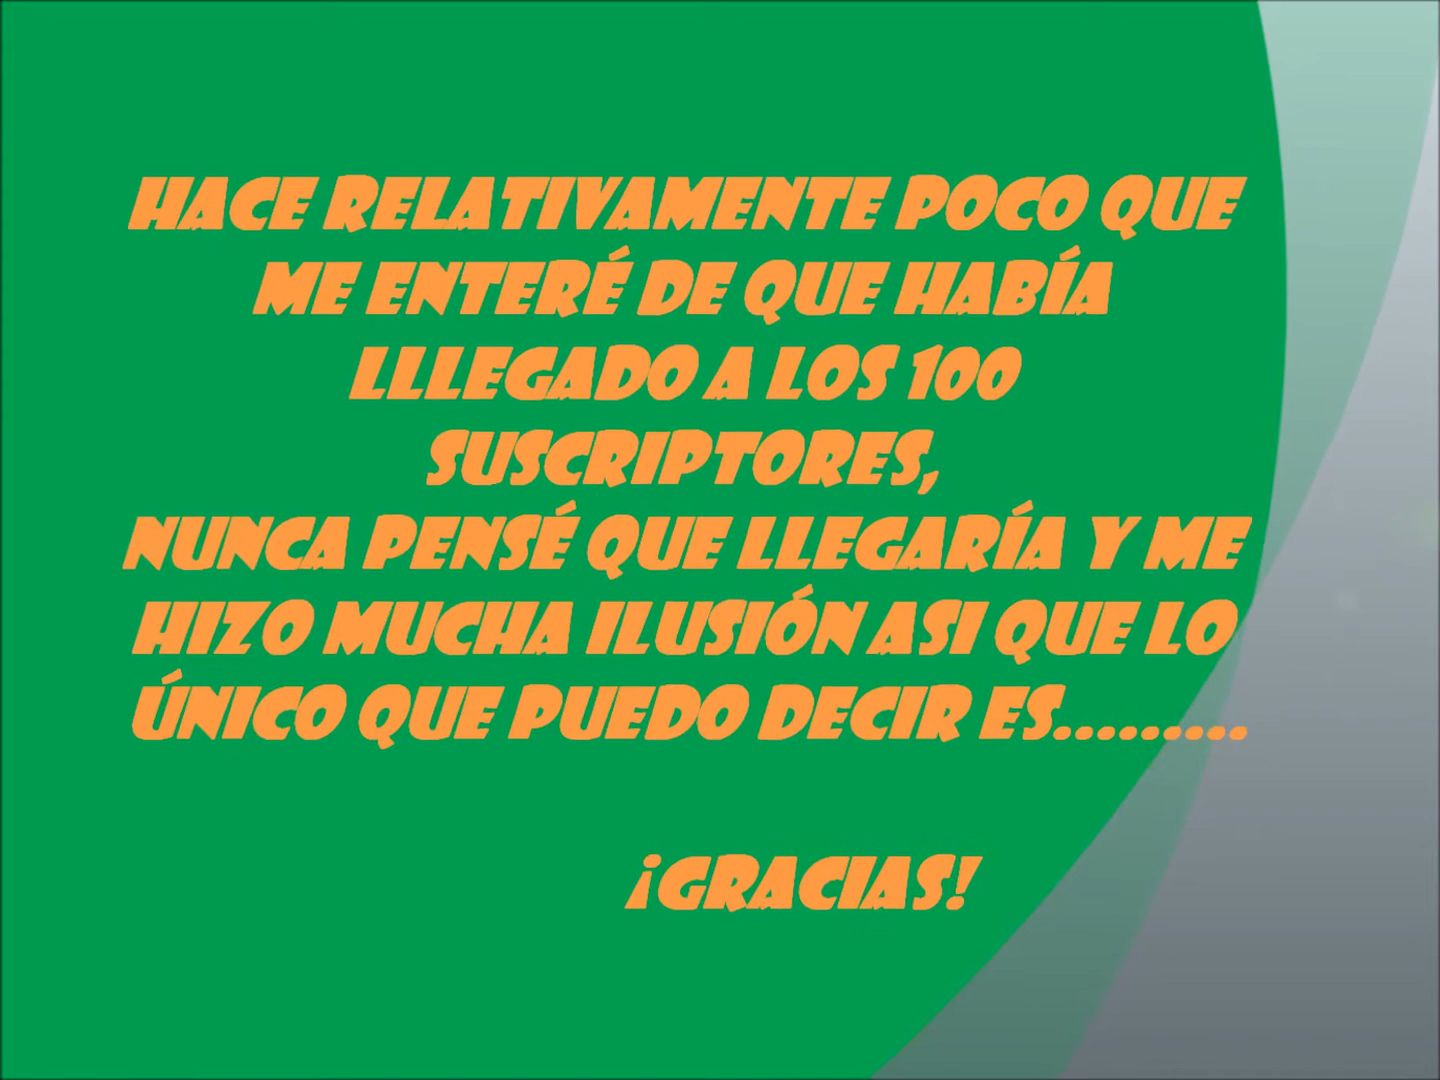 HACE RELATIVAMENTE POCO QUE
ME ENTERÉ DE QUE HABÍA
LLLEGADO A LOS 100
SUSCRIPTORES,
NUNCA PENSÉ QUE LLEGARÍA Y ME
HIZO MUCHA ILUSIÓN ASI QUE LO
ÚNICO QUE PUEDO DECIR ES.........
¡GRACIAS!